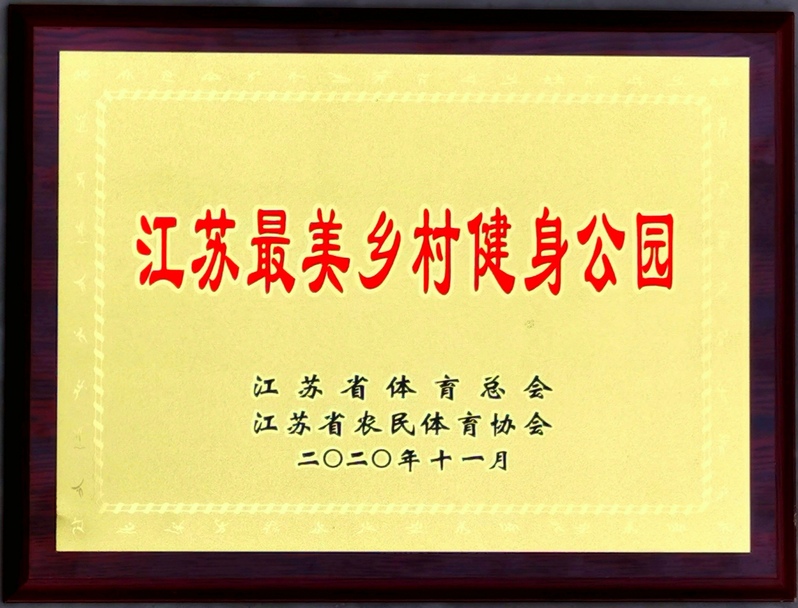 江苏最美乡村健身公园
江苏省体育总会
江苏省农民体育协会
二〇二〇年十一月